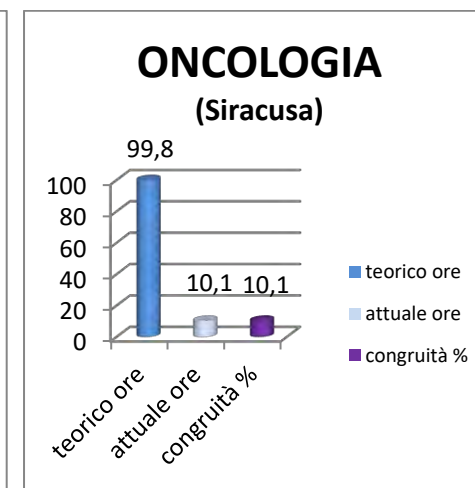 ONCOLOGIA
(Siracusa)
99,8
100
80
60
40
20
0
10,1 10,1
teorico ore
attuale ore
congruità %
teorico ore
attuale ore
congruità %